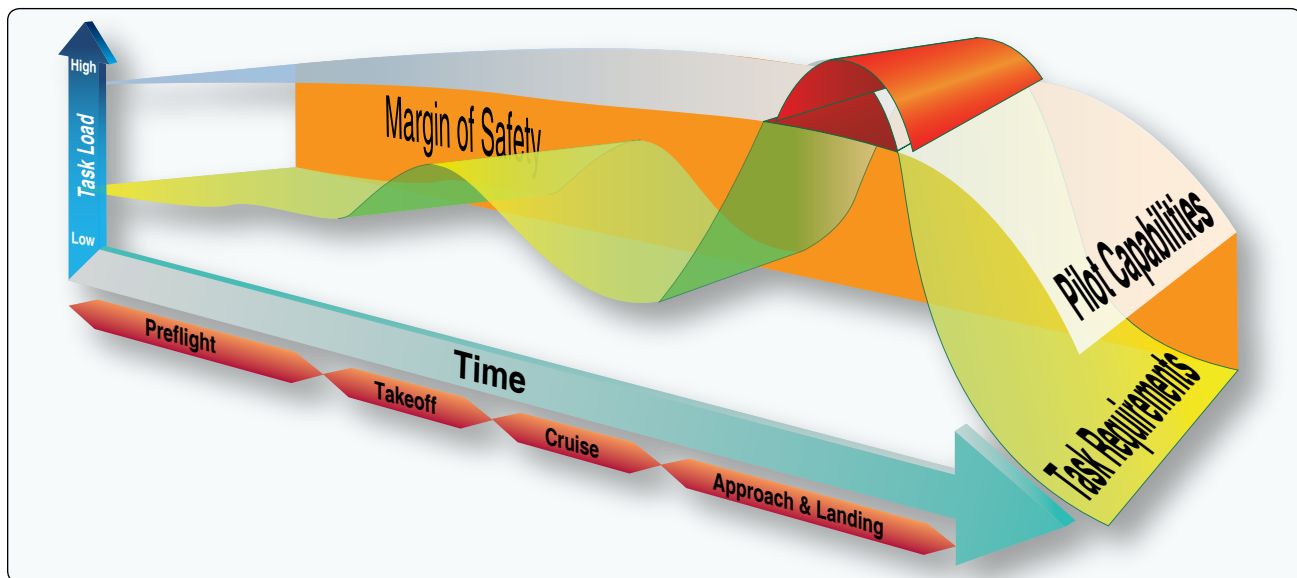 High
Task Load
Low
Margin of Safety
Pilot Capabilities
Task Requirements
Time
Preflight
Takeoff
Cruise
Approach & Landing